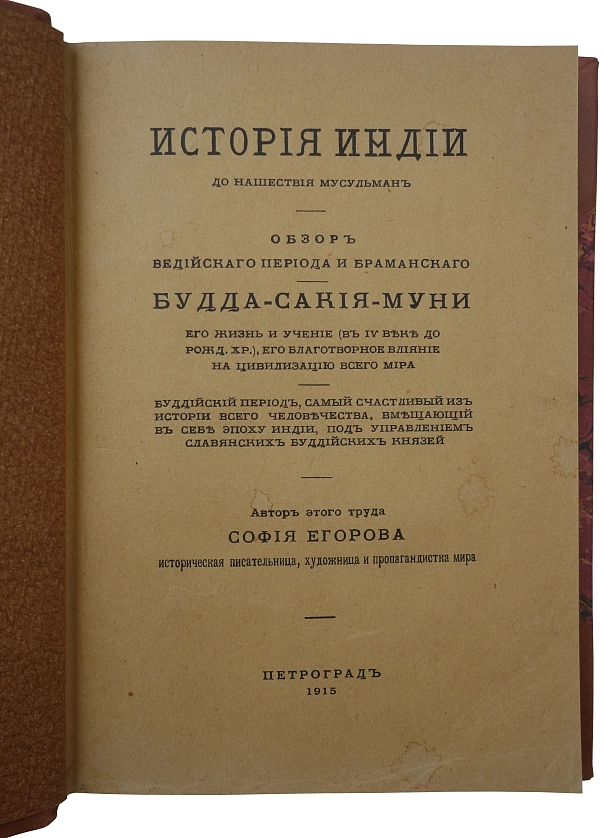 ИСТОРІЯ ИНДІИ
ДО НАШЕСТВІЯ МУСУЛЬМАНЪ
ОБЗОРЪ
ВЕДІЙСКАГО ПЕРІОДА И БРАМАНСКАГО
БУДДА-САКІЯ-МУНИ
ЕГО ЖИЗНЬ И УЧЕНІЕ (ВЪ IV ВѢКѢ ДО
РОЖД. ХР.), ЕГО БЛАГОТВОРНОЕ ВЛІЯНІЕ
НА ЦИВИЛИЗАЦІЮ ВСЕГО МІРА
БУДДІЙСКІЙ ПЕРІОДЪ, САМЫЙ СЧАСТЛИВЫЙ ИЗЪ
ИСТОРІИ ВСЕГО ЧЕЛОВѢЧЕСТВА, ВМѢЩАЮЩІЙ
ВЪ СЕБѢ ЭПОХУ ИНДІИ, ПОДЪ УПРАВЛЕНІЕМЪ
СЛАВЯНСКИХЪ БУДДІЙСКИХЪ КНЯЗЕЙ
Авторъ этого труда
СОФІЯ ЕГОРОВА
историческая писательница, художница и пропагандистка мира
ПЕТРОГРАДЪ
1915